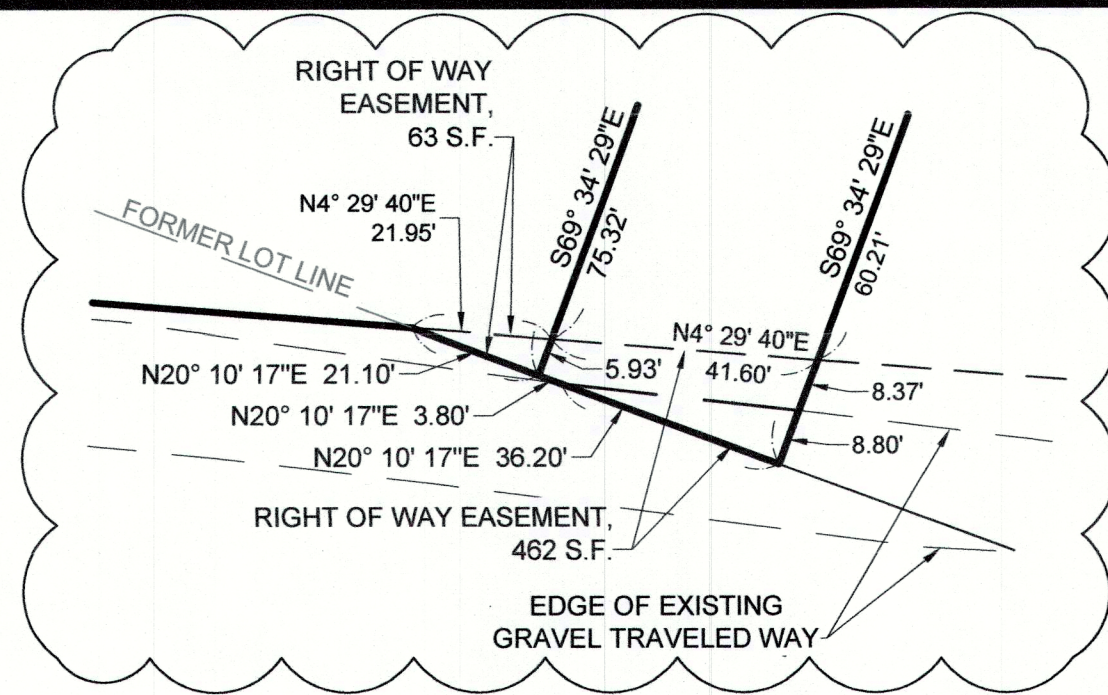 RIGHT OF WAY
EASEMENT,
63 S.F.
N4° 29' 40"E
21.95'
FORMER LOT LINE
S69° 34' 29"E
75.32'
S69° 34' 29"E
60.21'
N4° 29' 40"E
41.60'
5.93'
8.37'
8.80'
N20° 10' 17"E 21.10'
N20° 10' 17"E 3.80'
N20° 10' 17"E 36.20'
RIGHT OF WAY EASEMENT,
462 S.F.
EDGE OF EXISTING
GRAVEL TRAVELED WAY